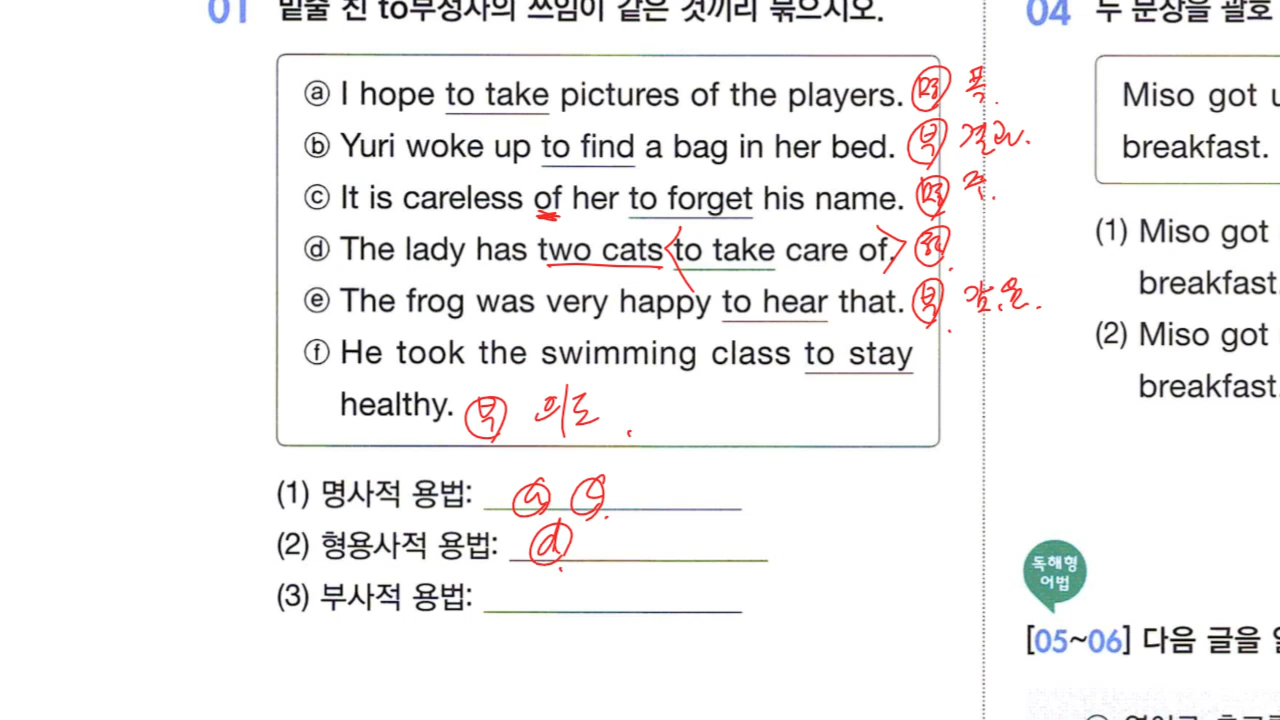 01 밑줄 친 to부정사의 쓰임이 같은 것끼리 묶으시오.
ⓐ I hope to take pictures of the players. 명 목.
ⓑ Yuri woke up to find a bag in her bed. 부 결과.
ⓒ It is careless of her to forget his name. 명 주.
ⓓ The lady has two cats <to take care of.> 형.
ⓔ The frog was very happy to hear that. 부. 감.원.
ⓕ He took the swimming class to stay
healthy. 부 의도.
(1) 명사적 용법: ⓐ ⓒ.
(2) 형용사적 용법: ⓓ.
(3) 부사적 용법:
04 두 문장을 괄호
Miso got u
breakfast.
(1) Miso got
breakfast.
(2) Miso got
breakfast.
독해형
어법
[05~06] 다음 글을